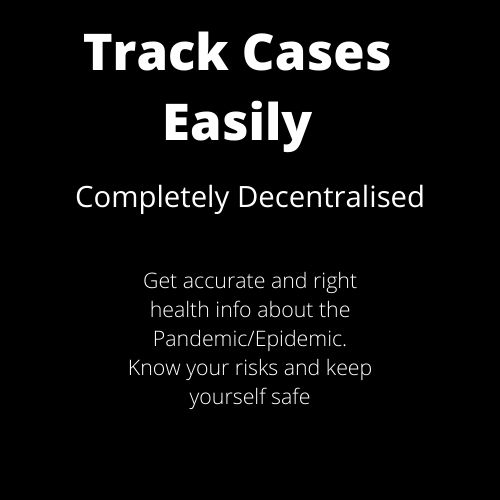 Track Cases
Easily
Completely Decentralised
Get accurate and right
health info about the
Pandemic/Epidemic.
Know your risks and keep
yourself safe